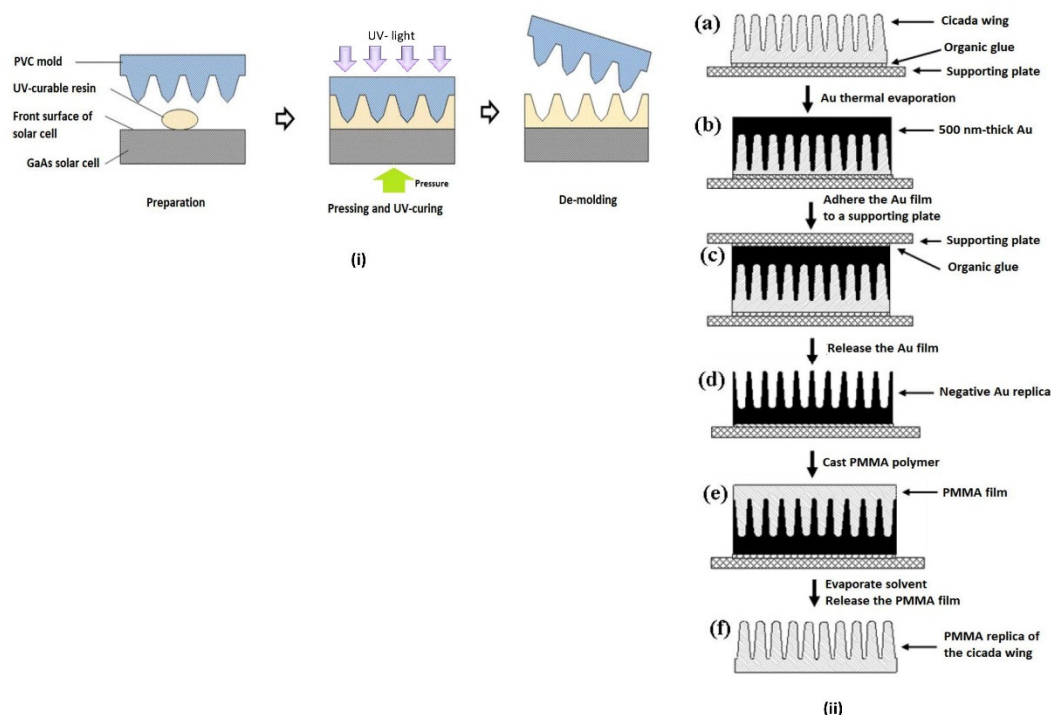 UV- light
PVC mold
UV-curable resin
Front surface of
solar cell
GaAs solar cell
Pressure
Preparation
Pressing and UV-curing
De-molding
(i)
(a)
Cicada wing
Organic glue
Supporting plate
Au thermal evaporation
(b)
500 nm-thick Au
Adhere the Au film
to a supporting plate
Supporting plate
(c)
Organic glue
Release the Au film
(d)
Negative Au replica
Cast PMMA polymer
(e)
PMMA film
Evaporate solvent
Release the PMMA film
(f)
PMMA replica of
the cicada wing
(ii)